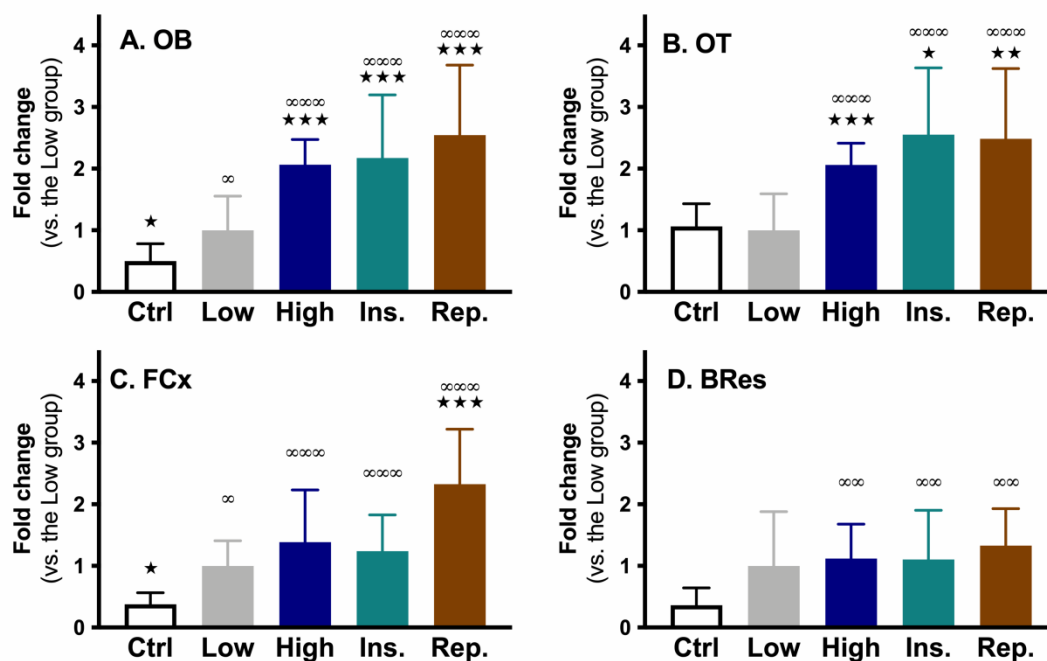 A. OB
Fold change
(vs. the Low group)
4
3
2
1
0
★
∞
∞∞∞
★★★
∞∞∞
★★★
∞∞∞
★★★
Ctrl Low High Ins. Rep.
B. OT
Fold change
(vs. the Low group)
4
3
2
1
0
∞∞∞
★★★
∞∞∞
★
∞∞∞
★★
Ctrl Low High Ins. Rep.
C. FCx
Fold change
(vs. the Low group)
4
3
2
1
0
★
∞
∞∞∞
∞∞∞
∞∞∞
★★★
Ctrl Low High Ins. Rep.
D. BRes
Fold change
(vs. the Low group)
4
3
2
1
0
∞∞
∞∞
∞∞
Ctrl Low High Ins. Rep.